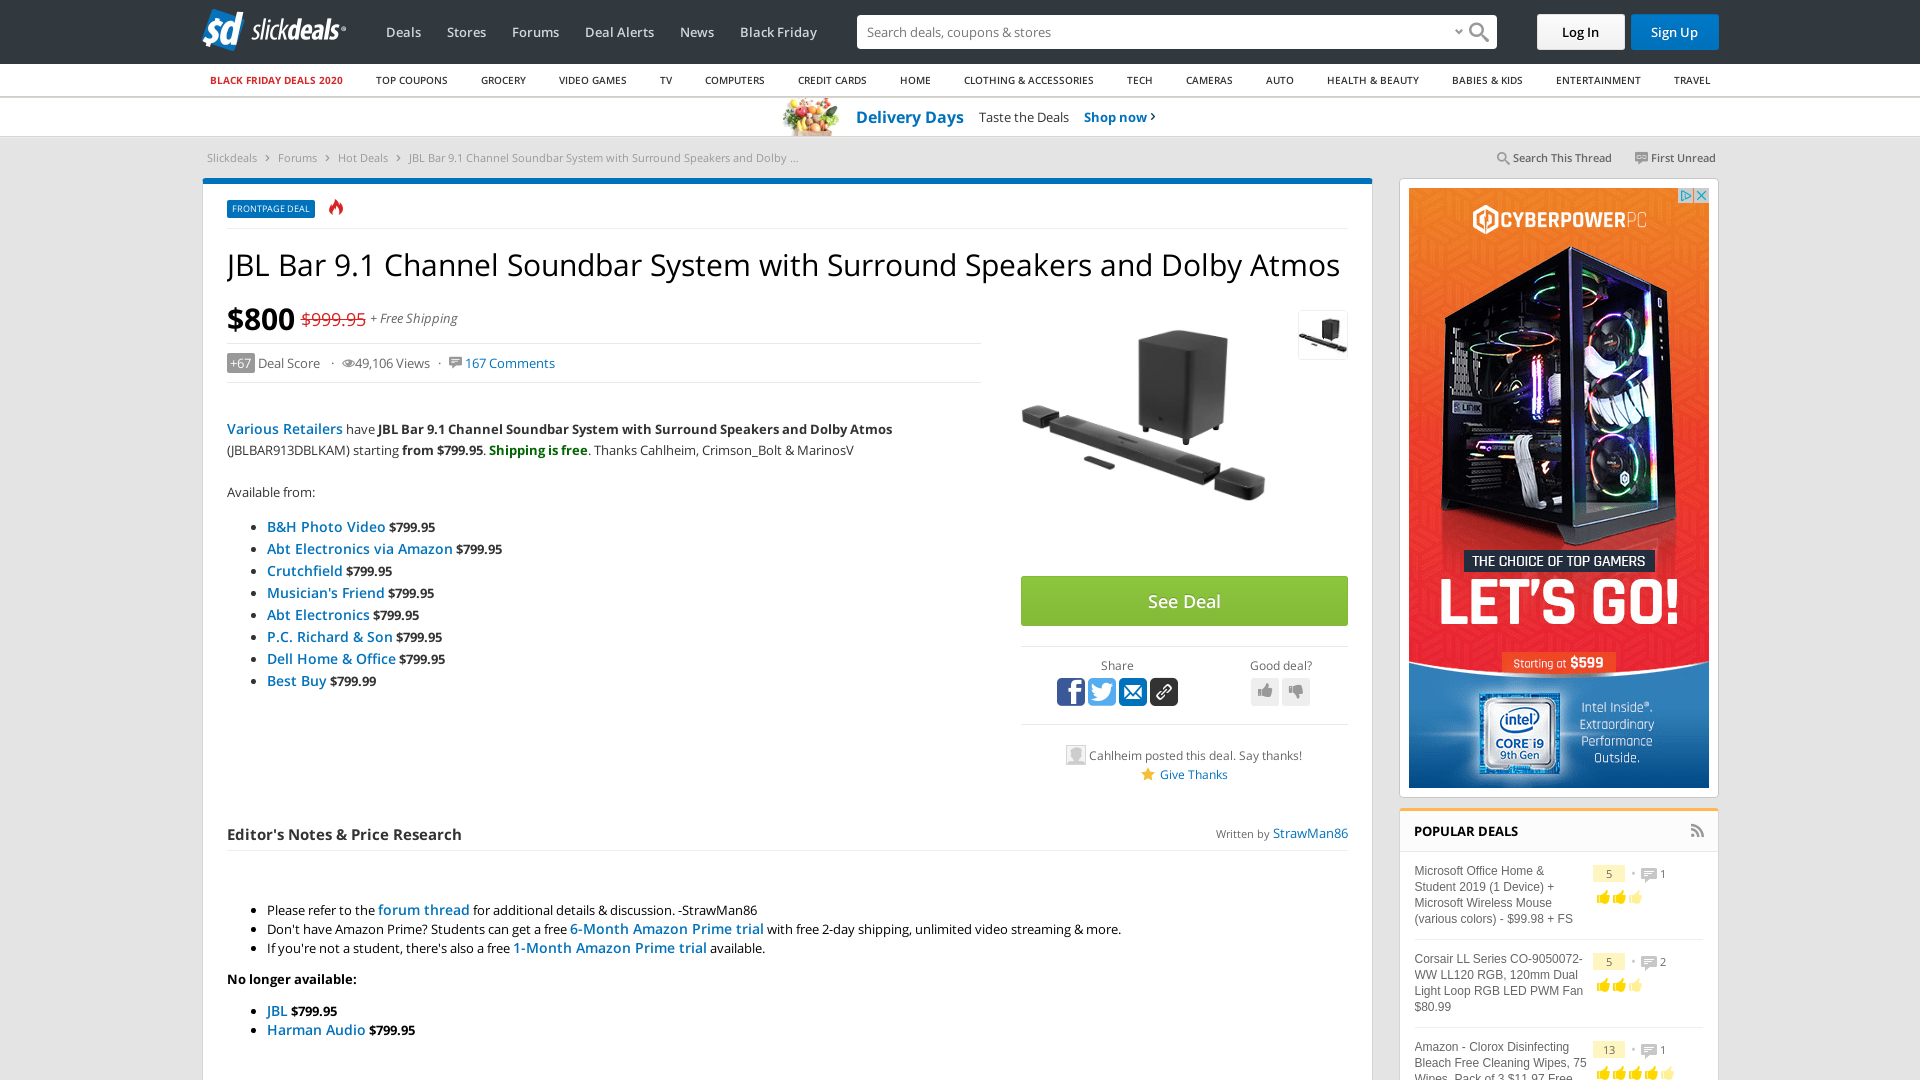 sd slickdeals
Deals Stores Forums Deal Alerts News Black Friday
Search deals, coupons & shopping
Log In
Sign Up
BLACK FRIDAY DEALS 2020 TOP COUPONS GROCERY VIDEO GAMES TV COMPUTERS CREDIT CARDS HOME CLOTHING & ACCESSORIES TECH CAMERAS AUTO HEALTH & BEAUTY BABIES & KIDS ENTERTAINMENT TRAVEL
Delivery Days Taste the Deals Shop now
Slickdeals Forums Hot Deals JBL Bar 9.1 Channel Soundbar System with Surround Speakers and Dolby ...
Search This Thread First Unread
FRONTPAGE DEAL
JBL Bar 9.1 Channel Soundbar System with Surround Speakers and Dolby Atmos
$800 $999.95 + Free Shipping
+67 Deal Score · 49,106 Views · 167 Comments
Various Retailers have JBL Bar 9.1 Channel Soundbar System with Surround Speakers and Dolby Atmos
(JBLBAR913DBLKAM) starting from $799.95. Shipping is free. Thanks Cahlheim, Crimson_Bolt & MarinosV
Available from:
B&H Photo Video $799.95
Abt Electronics via Amazon $799.95
Crutchfield $799.95
Musician's Friend $799.95
Abt Electronics $799.95
P.C. Richard & Son $799.95
Dell Home & Office $799.95
Best Buy $799.99
See Deal
Share
Good deal?
Cahlheim posted this deal. Say thanks!
Give Thanks
Editor's Notes & Price Research
Written by StrawMan86
Please refer to the forum thread for additional details & discussion. -StrawMan86
Don't have Amazon Prime? Students can get a free 6-Month Amazon Prime trial with free 2-day shipping, unlimited video streaming & more.
If you're not a student, there's also a free 1-Month Amazon Prime trial available.
No longer available:
JBL $799.95
Harman Audio $799.95
CYBERPOWERPC
THE CHOICE OF TOP GAMERS
LET'S GO!
Starting at $599
intel
CORE i9
9th Gen
Intel Inside®.
Extraordinary
Performance
Outside.
POPULAR DEALS
Microsoft Office Home &
Student 2019 (1 Device) +
Microsoft Wireless Mouse
(various colors) - $99.98 + FS
5 • 1
Corsair LL Series CO-9050072-
WW LL120 RGB, 120mm Dual
Light Loop RGB LED PWM Fan
$80.99
5 • 2
Amazon - Clorox Disinfecting
Bleach Free Cleaning Wipes, 75
Wipes, Pack of 3 $11.97 Free
13 • 1